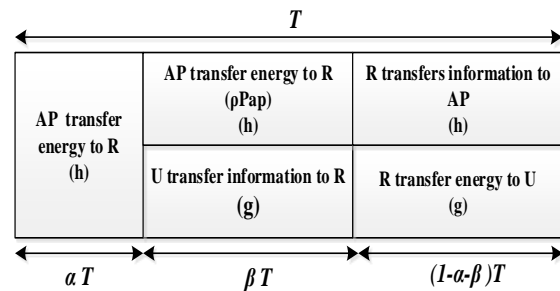 T
AP transfer
energy to R
(h)
AP transfer energy to R
(ρPap)
(h)
U transfer information to R
(g)
R transfers information to
AP
(h)
R transfer energy to U
(g)
α T
β T
(1-α-β)T